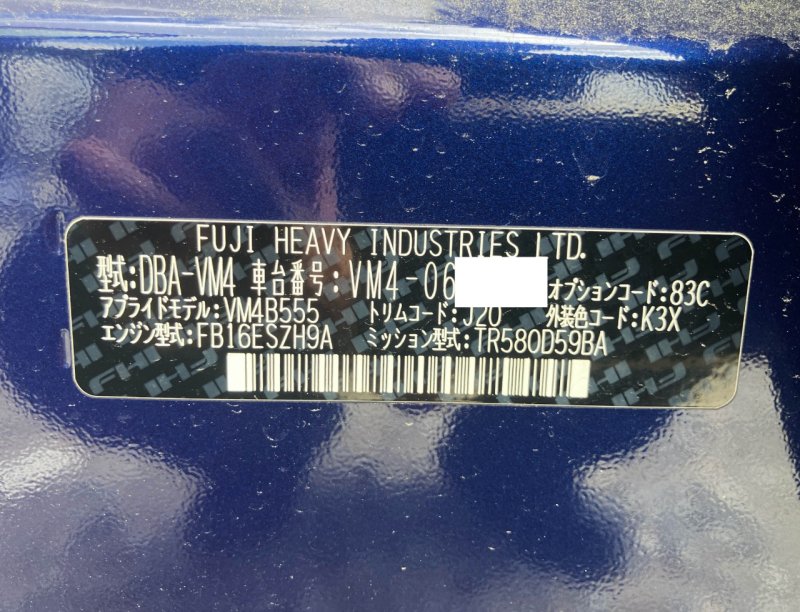 FUJI HEAVY INDUSTRIES LTD.
型:DBA-VM4 車台番号:VM4-06 オプションコード:83C
アプライドモデル:VM4B555 トリムコード:J20 外装色コード:K3X
エンジン型式:FB16ESZH9A ミッション型式:TR580D59BA